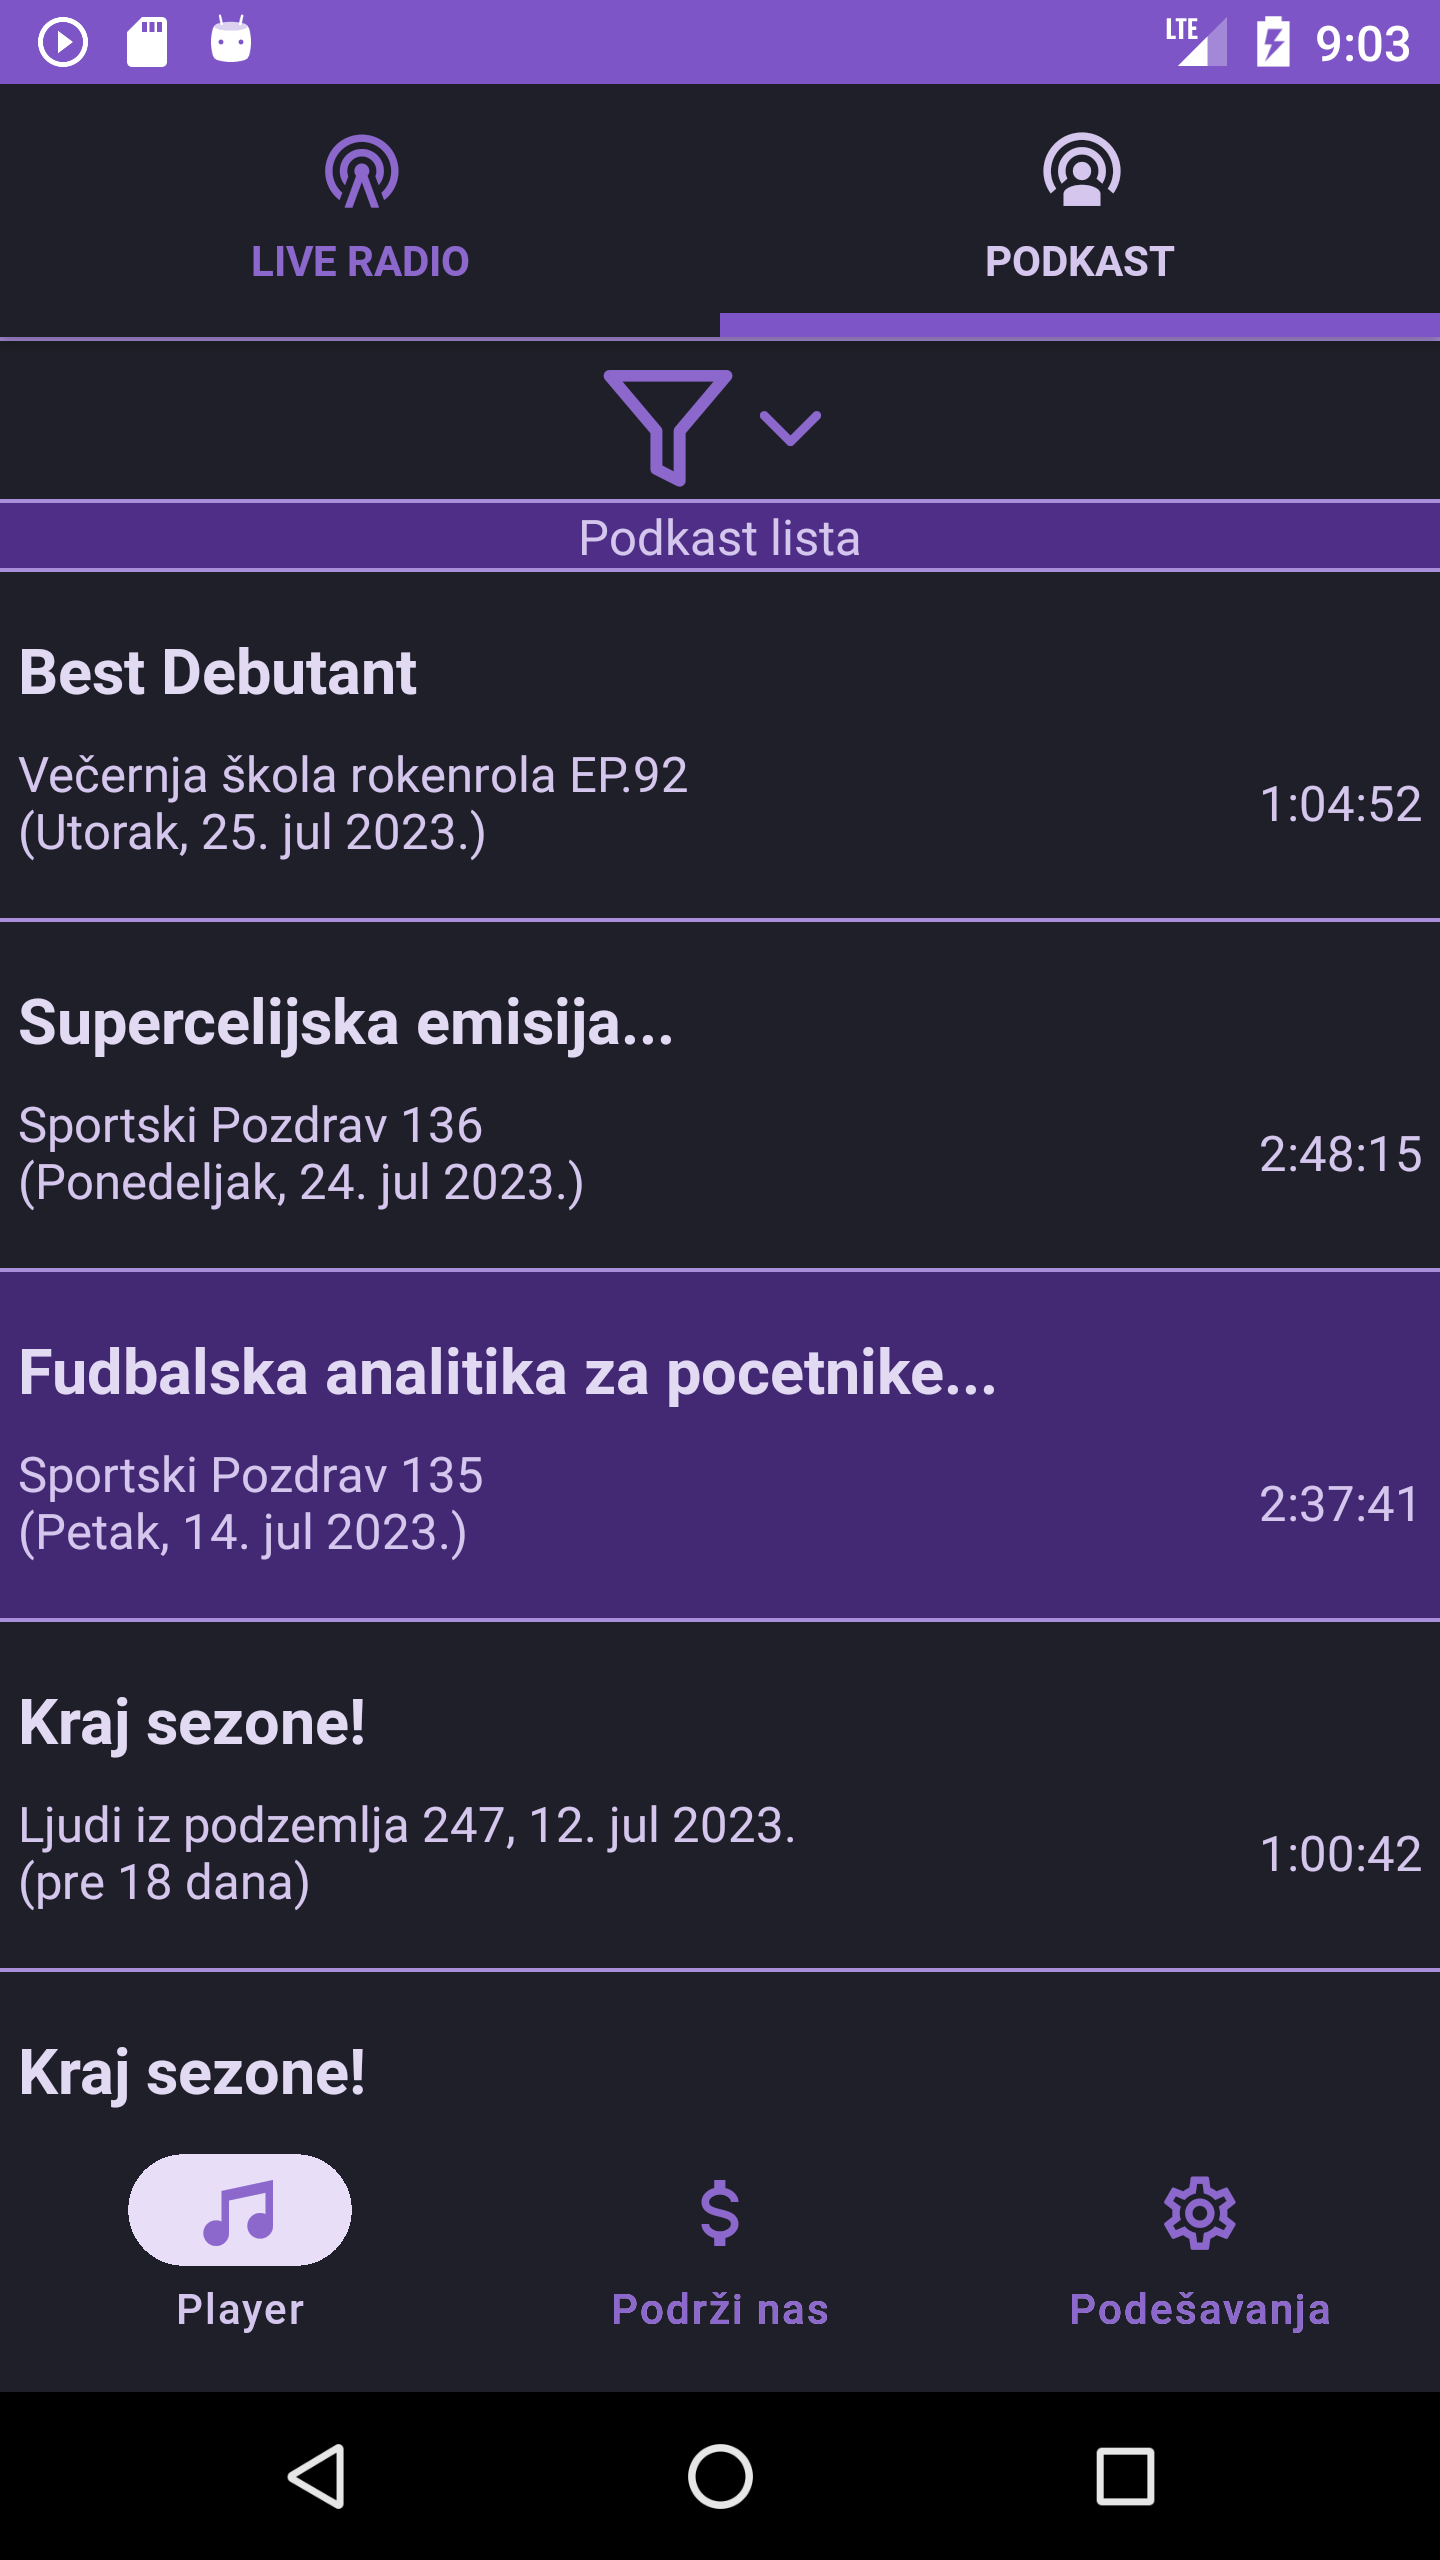 LTE 9:03
LIVE RADIO
PODKAST
Podkast lista
Best Debutant
Večernja škola rokenrola EP.92
(Utorak, 25. jul 2023.)
1:04:52
Supercelijska emisija...
Sportski Pozdrav 136
(Ponedeljak, 24. jul 2023.)
2:48:15
Fudbalska analitika za pocetnike...
Sportski Pozdrav 135
(Petak, 14. jul 2023.)
2:37:41
Kraj sezone!
Ljudi iz podzemlja 247, 12. jul 2023.
(pre 18 dana)
1:00:42
Kraj sezone!
Player
Podrži nas
Podešavanja